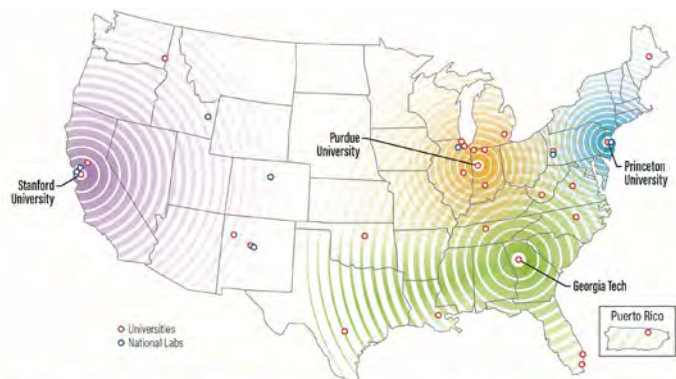 Purdue
University
Princeton
University
Stanford
University
Georgia Tech
Puerto Rico
Universities
National Labs